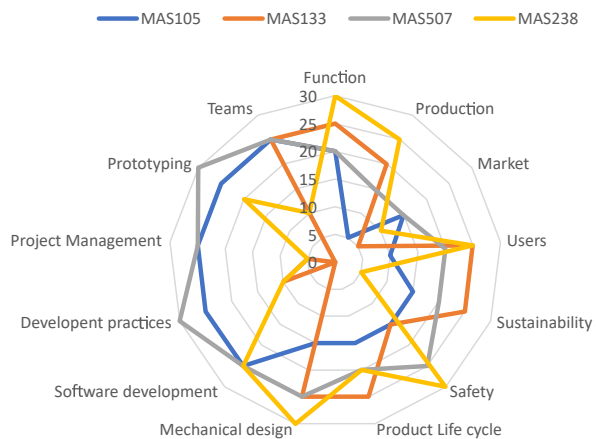 MAS105 MAS133 MAS507 MAS238
Function
Teams
Production
Prototyping
Market
Project Management
Users
Developent practices
Sustainability
Software development
Safety
Mechanical design
Product Life cycle
30
25
20
15
10
5
0